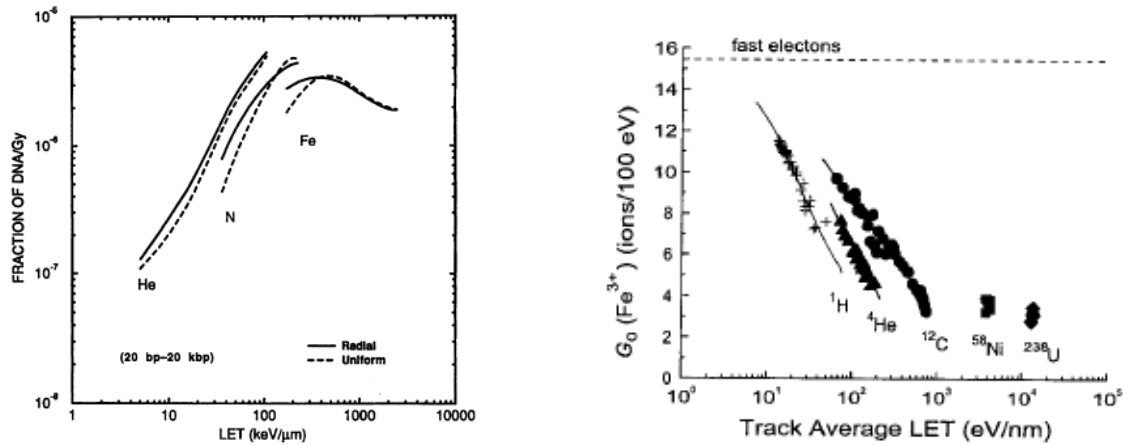 10⁻⁵
10⁻⁶
10⁻⁷
10⁻⁸
FRACTION OF DNA/Gy
He
N
Fe
(20 bp–20 kbp)
Radial
Uniform
1 10 100 1000 10000
LET (keV/μm)
16
14
12
10
8
6
4
2
0
G₀ (Fe³⁺) (ions/100 eV)
fast electons
¹H
⁴He
¹²C
⁵⁸Ni
²³⁸U
10⁰ 10¹ 10² 10³ 10⁴ 10⁵
Track Average LET (eV/nm)